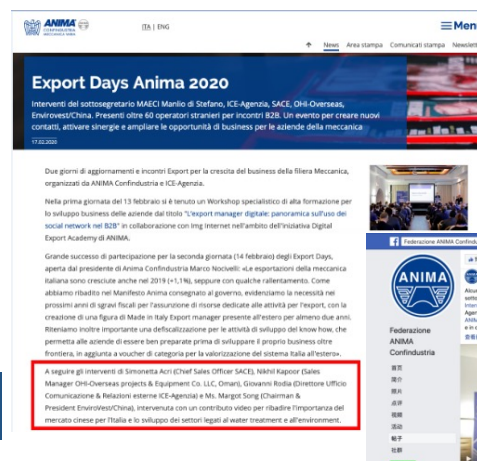 ANIMA
CONFINDUSTRIA
MECCANICA VARIA
ITA | ENG
Menu
News Area stampa Comunicati stampa Newslett
Export Days Anima 2020
Interventi del sottosegretario MAECI Manlio di Stefano, ICE-Agenzia, SACE, OHI-Overseas,
Envirovest/China. Presenti oltre 60 operatori stranieri per incontri B2B. Un evento per creare nuovi
contatti, attivare sinergie e ampliare le opportunità di business per le aziende della meccanica
17.02.2020
Due giorni di aggiornamenti e incontri Export per la crescita del business della filiera Meccanica,
organizzati da ANIMA Confindustria e ICE-Agenzia.
Nella prima giornata del 13 febbraio si è tenuto un Workshop specialistico di alta formazione per
lo sviluppo business delle aziende dal titolo "L'export manager digitale: panoramica sull'uso dei
social network nel B2B" in collaborazione con Img Internet nell'ambito dell'iniziativa Digital
Export Academy di ANIMA.
Grande successo di partecipazione per la seconda giornata (14 febbraio) degli Export Days,
aperta dal presidente di Anima Confindustria Marco Nocivelli: «Le esportazioni della meccanica
italiana sono cresciute anche nel 2019 (+1,1%), seppure con qualche rallentamento. Come
abbiamo ribadito nel Manifesto Anima consegnato al governo, evidenziamo la necessità nei
prossimi anni di sgravi fiscali per l'assunzione di risorse dedicate alle attività per l'export, con la
creazione di una figura di Made in Italy Export manager presente all'estero per almeno due anni.
Riteniamo inoltre importante una defiscalizzazione per le attività di sviluppo del know how, che
permetta alle aziende di essere ben preparate prima di sviluppare il proprio business oltre
frontiera, in aggiunta a voucher di categoria per la valorizzazione del sistema Italia all'estero».
A seguire gli interventi di Simonetta Acri (Chief Sales Officer SACE), Nikhil Kapoor (Sales
Manager OHI-Overseas projects & Equipment Co. LLC, Oman), Giovanni Rodia (Direttore Ufficio
Comunicazione & Relazioni esterne ICE-Agenzia) e Ms. Margot Song (Chairman &
President EnviroVest/China), intervenuta con un contributo video per ribadire l'importanza del
mercato cinese per l'Italia e lo sviluppo dei settori legati al water treatment e all'environment.
Federazione ANIMA Confindu
ANIMA
Federazione
ANIMA
Confindustria
首页
简介
照片
点评
视频
活动
帖子
社群